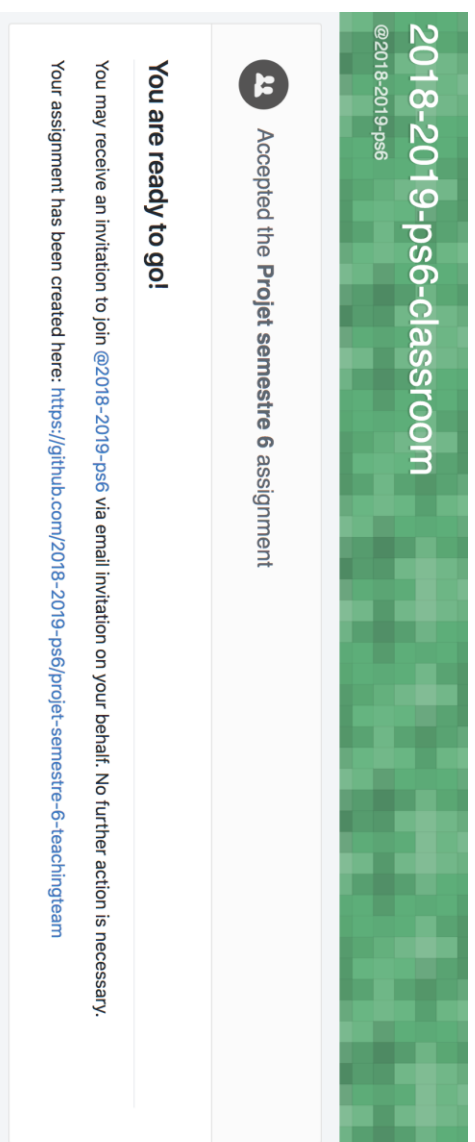 2018-2019-ps6-classroom
@2018-2019-ps6
Accepted the Projet semestre 6 assignment
You are ready to go!
You may receive an invitation to join @2018-2019-ps6 via email invitation on your behalf. No further action is necessary.
Your assignment has been created here: https://github.com/2018-2019-ps6/projet-semestre-6-teachingteam